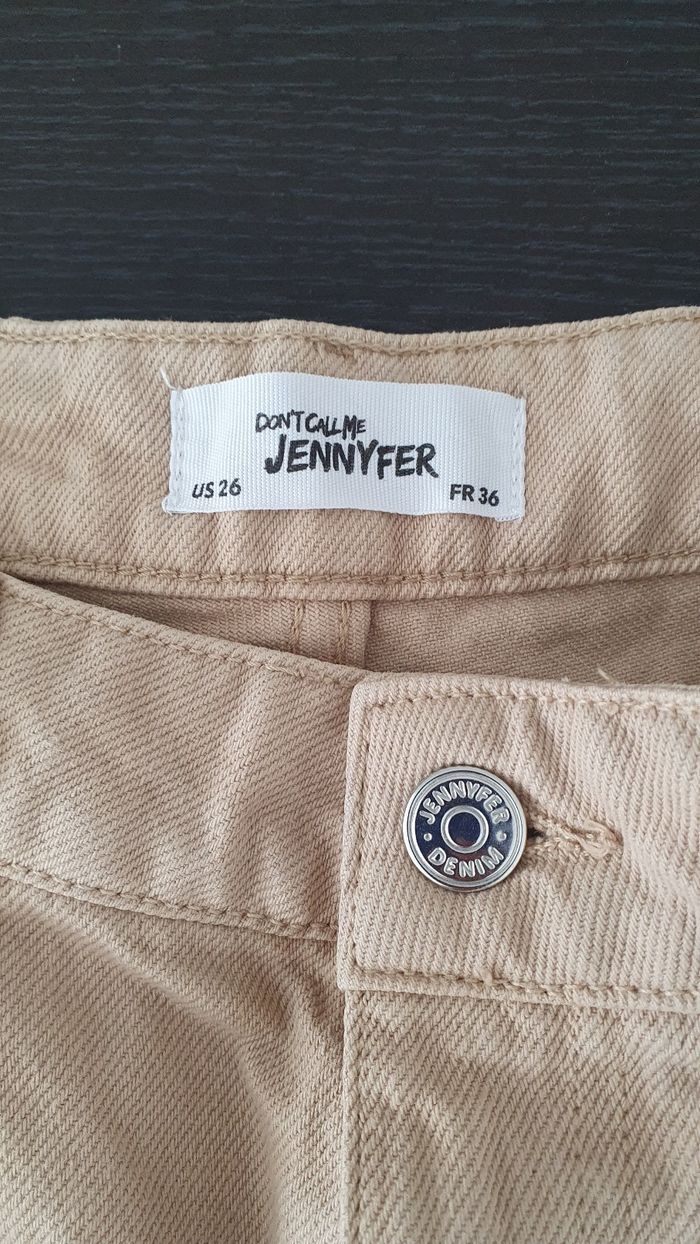 DON'T CALL ME
JENNYFER
US 26
FR 36
JENNYFER
DENIM